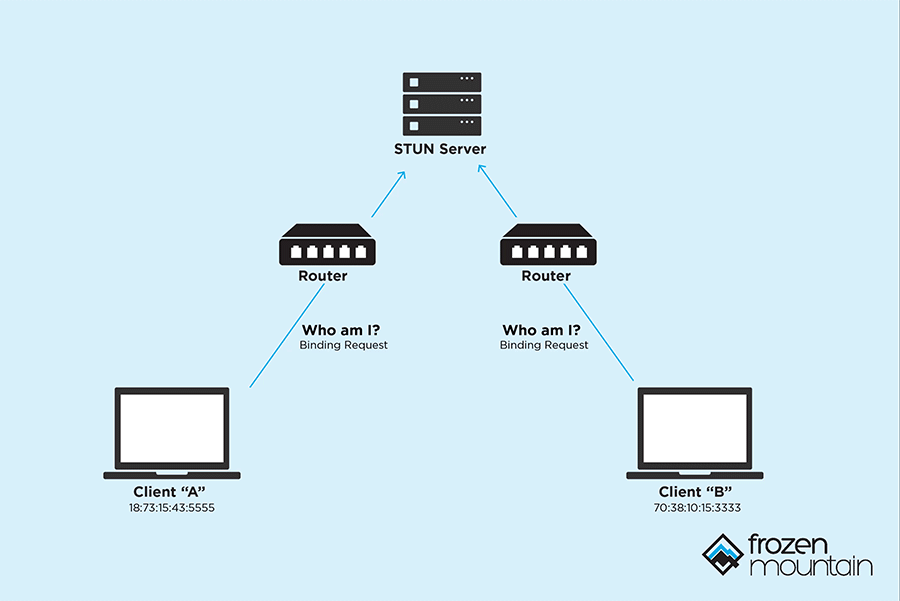 STUN Server
Router
Router
Who am I?
Binding Request
Who am I?
Binding Request
Client “A”
18:73:15:43:5555
Client “B”
70:38:10:15:3333
frozen
mountain